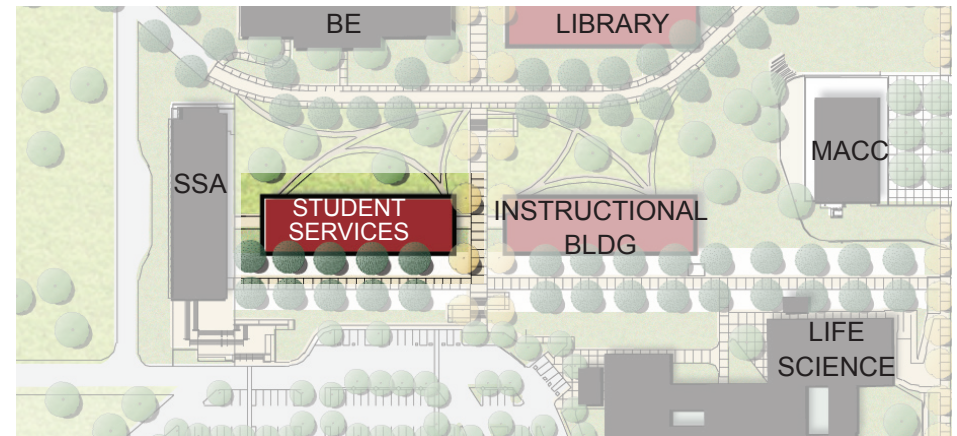 BE
LIBRARY
MACC
SSA
STUDENT
SERVICES
INSTRUCTIONAL
BLDG
LIFE
SCIENCE